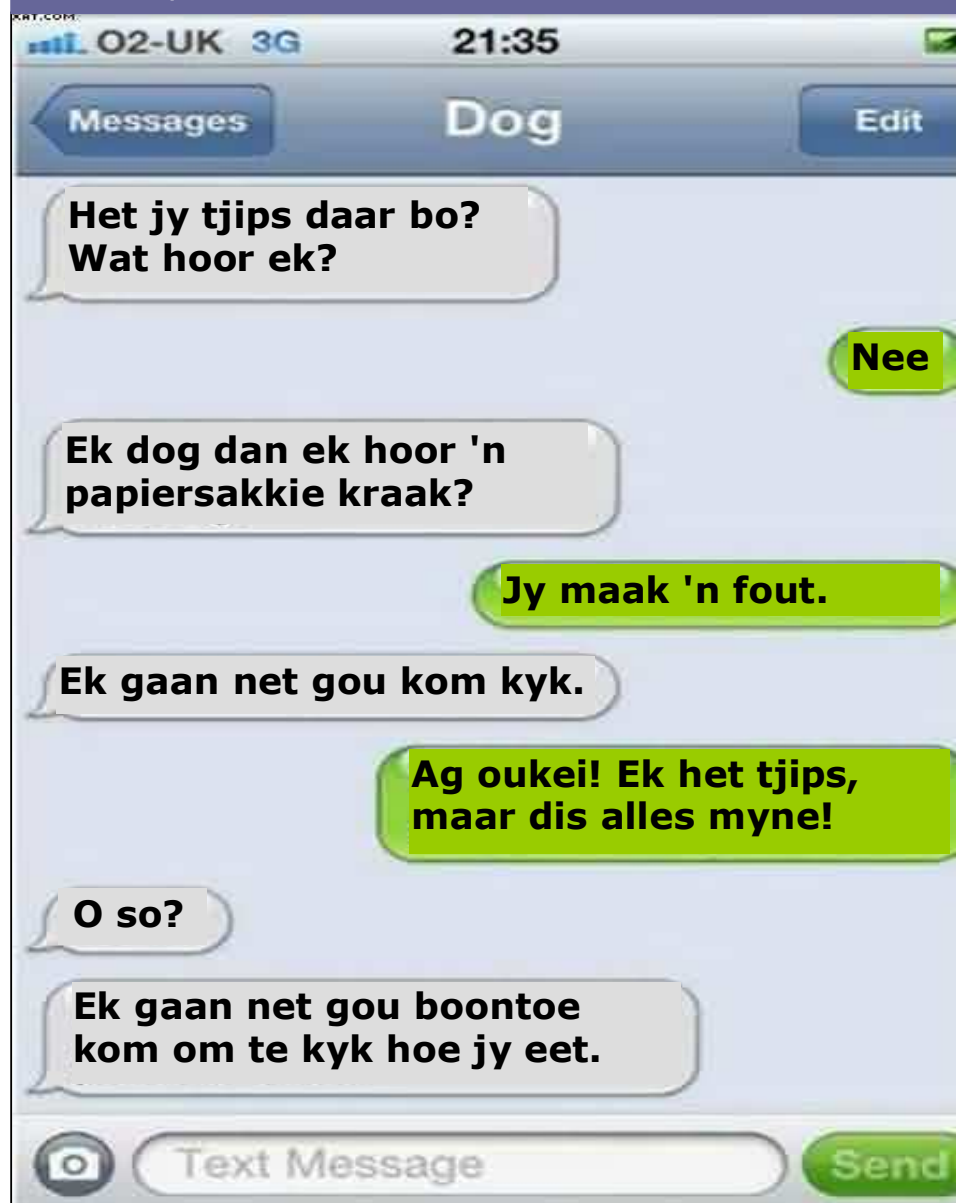 XAT.COM
O2-UK 3G 21:35
Messages Dog Edit
Het jy tjips daar bo?
Wat hoor ek?
Nee
Ek dog dan ek hoor 'n
papiersakkie kraak?
Jy maak 'n fout.
Ek gaan net gou kom kyk.
Ag oukei! Ek het tjips,
maar dis alles myne!
O so?
Ek gaan net gou boontoe
kom om te kyk hoe jy eet.
Text Message Send